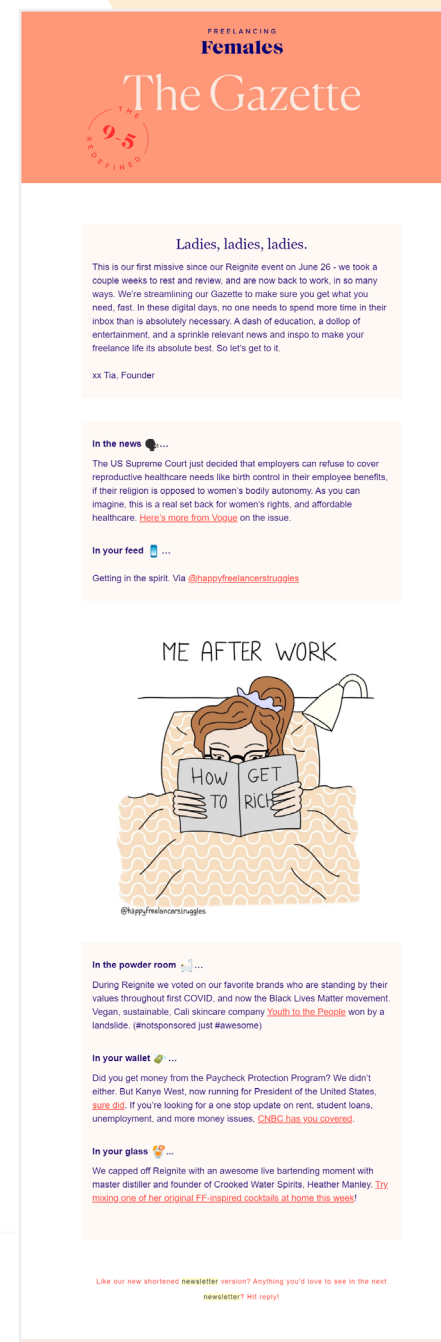 FREELANCING
Females
The Gazette
THE
9-5
REDEFINED
Ladies, ladies, ladies.
This is our first missive since our Reignite event on June 26 - we took a
couple weeks to rest and review, and are now back to work, in so many
ways. We're streamlining our Gazette to make sure you get what you
need, fast. In these digital days, no one needs to spend more time in their
inbox than is absolutely necessary. A dash of education, a dollop of
entertainment, and a sprinkle relevant news and inspo to make your
freelance life its absolute best. So let's get to it.
xx Tia, Founder
In the news 🗣...
The US Supreme Court just decided that employers can refuse to cover
reproductive healthcare needs like birth control in their employee benefits,
if their religion is opposed to women's bodily autonomy. As you can
imagine, this is a real set back for women's rights, and affordable
healthcare. Here's more from Vogue on the issue.
In your feed 📱 ...
Getting in the spirit. Via @happyfreelancerstruggles
ME AFTER WORK
HOW TO
GET RICH
@happyfreelancerstruggles
In the powder room 🛁...
During Reignite we voted on our favorite brands who are standing by their
values throughout first COVID, and now the Black Lives Matter movement.
Vegan, sustainable, Cali skincare company Youth to the People won by a
landslide. (#notsponsored just #awesome)
In your wallet 💸...
Did you get money from the Paycheck Protection Program? We didn't
either. But Kanye West, now running for President of the United States,
sure did. If you're looking for a one stop update on rent, student loans,
unemployment, and more money issues, CNBC has you covered.
In your glass 🍹...
We capped off Reignite with an awesome live bartending moment with
master distiller and founder of Crooked Water Spirits, Heather Manley. Try
mixing one of her original FF-inspired cocktails at home this week!
Like our new shortened newsletter version? Anything you'd love to see in the next
newsletter? Hit reply!